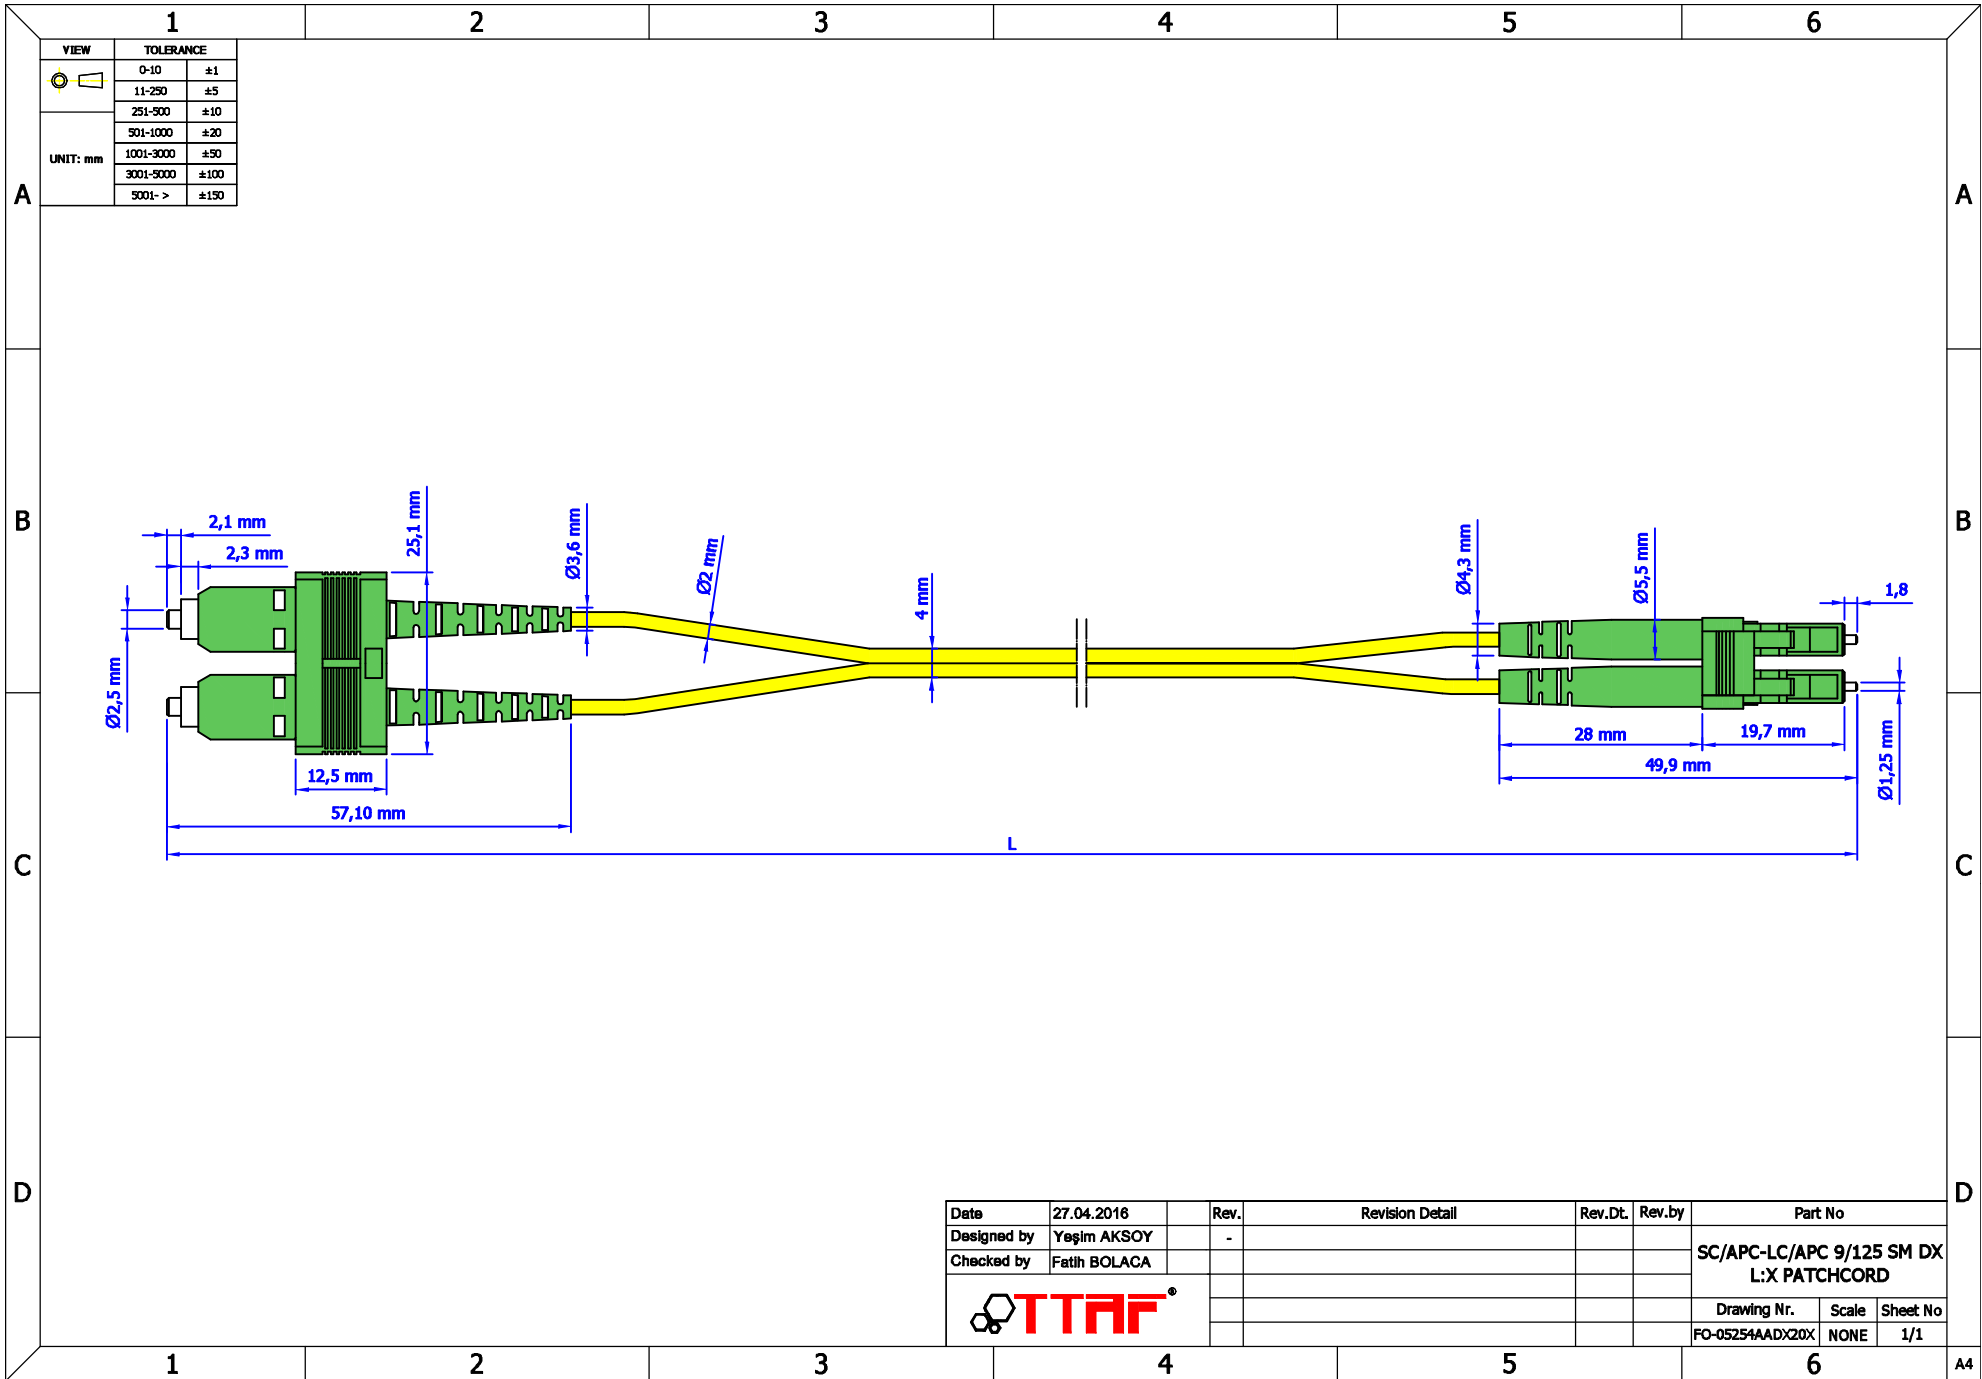 1 2 3 4 5 6
VIEW TOLERANCE
0-10 ±1
11-250 ±5
251-500 ±10
501-1000 ±20
UNIT: mm
1001-3000 ±50
3001-5000 ±100
5001- > ±150
A A
B B
2,1 mm
2,3 mm
25,1 mm
Ø3,6 mm
Ø2 mm
4 mm
Ø4,3 mm
Ø5,5 mm
1,8
Ø2,5 mm
12,5 mm
57,10 mm
28 mm
19,7 mm
49,9 mm
Ø1,25 mm
L
C C
D D
Date 27.04.2016 Rev. Revision Detail Rev.Dt. Rev.by Part No
Designed by Yeşim AKSOY -
Checked by Fatih BOLACA
SC/APC-LC/APC 9/125 SM DX
L:X PATCHCORD
TTAF ®
Drawing Nr. Scale Sheet No
FO-05254AADX20X NONE 1/1
1 2 3 4 5 6 A4